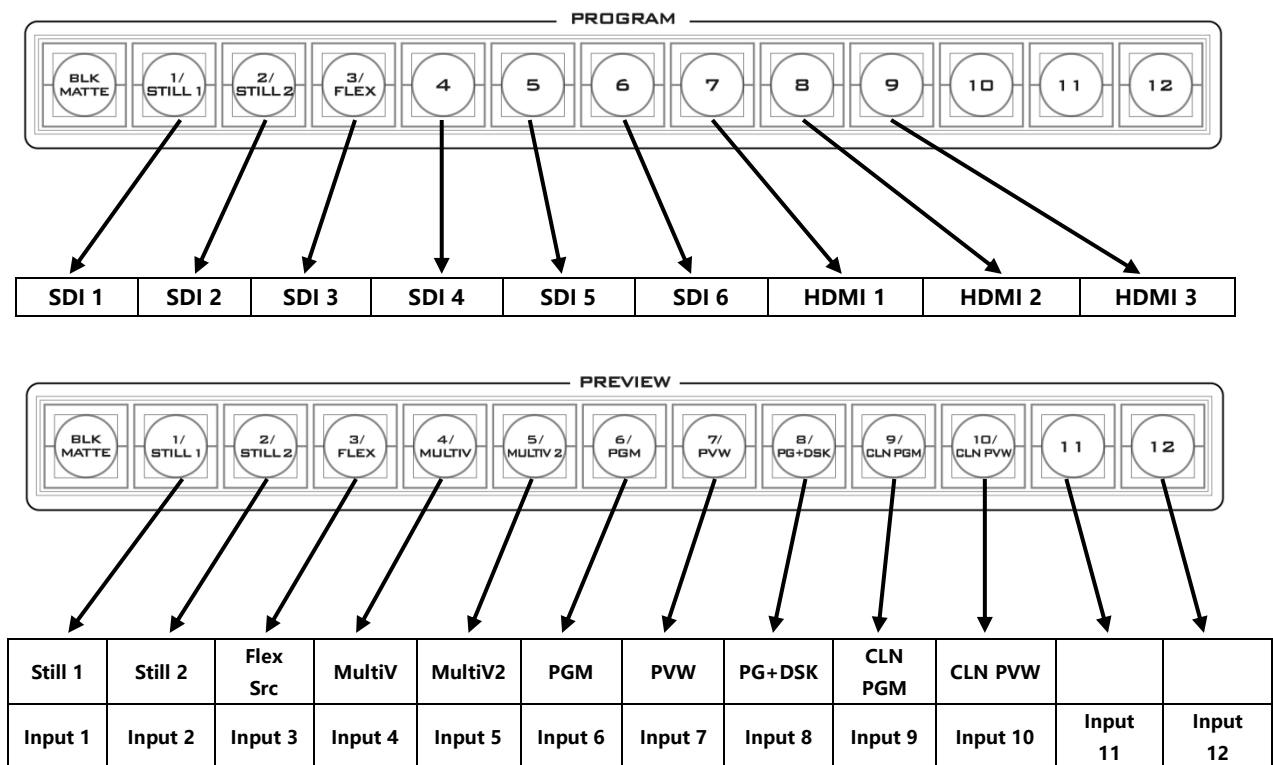 PROGRAM
BLK MATTE 1/ STILL 1 2/ STILL 2 3/ FLEX 4 5 6 7 8 9 10 11 12
SDI 1 SDI 2 SDI 3 SDI 4 SDI 5 SDI 6 HDMI 1 HDMI 2 HDMI 3
PREVIEW
BLK MATTE 1/ STILL 1 2/ STILL 2 3/ FLEX 4/ MULTIV 5/ MULTIV 2 6/ PGM 7/ PVW 8/ PG+DSK 9/ CLN PGM 10/ CLN PVW 11 12
Still 1 Still 2 Flex Src MultiV MultiV2 PGM PVW PG+DSK CLN PGM CLN PVW
Input 1 Input 2 Input 3 Input 4 Input 5 Input 6 Input 7 Input 8 Input 9 Input 10 Input 11 Input 12